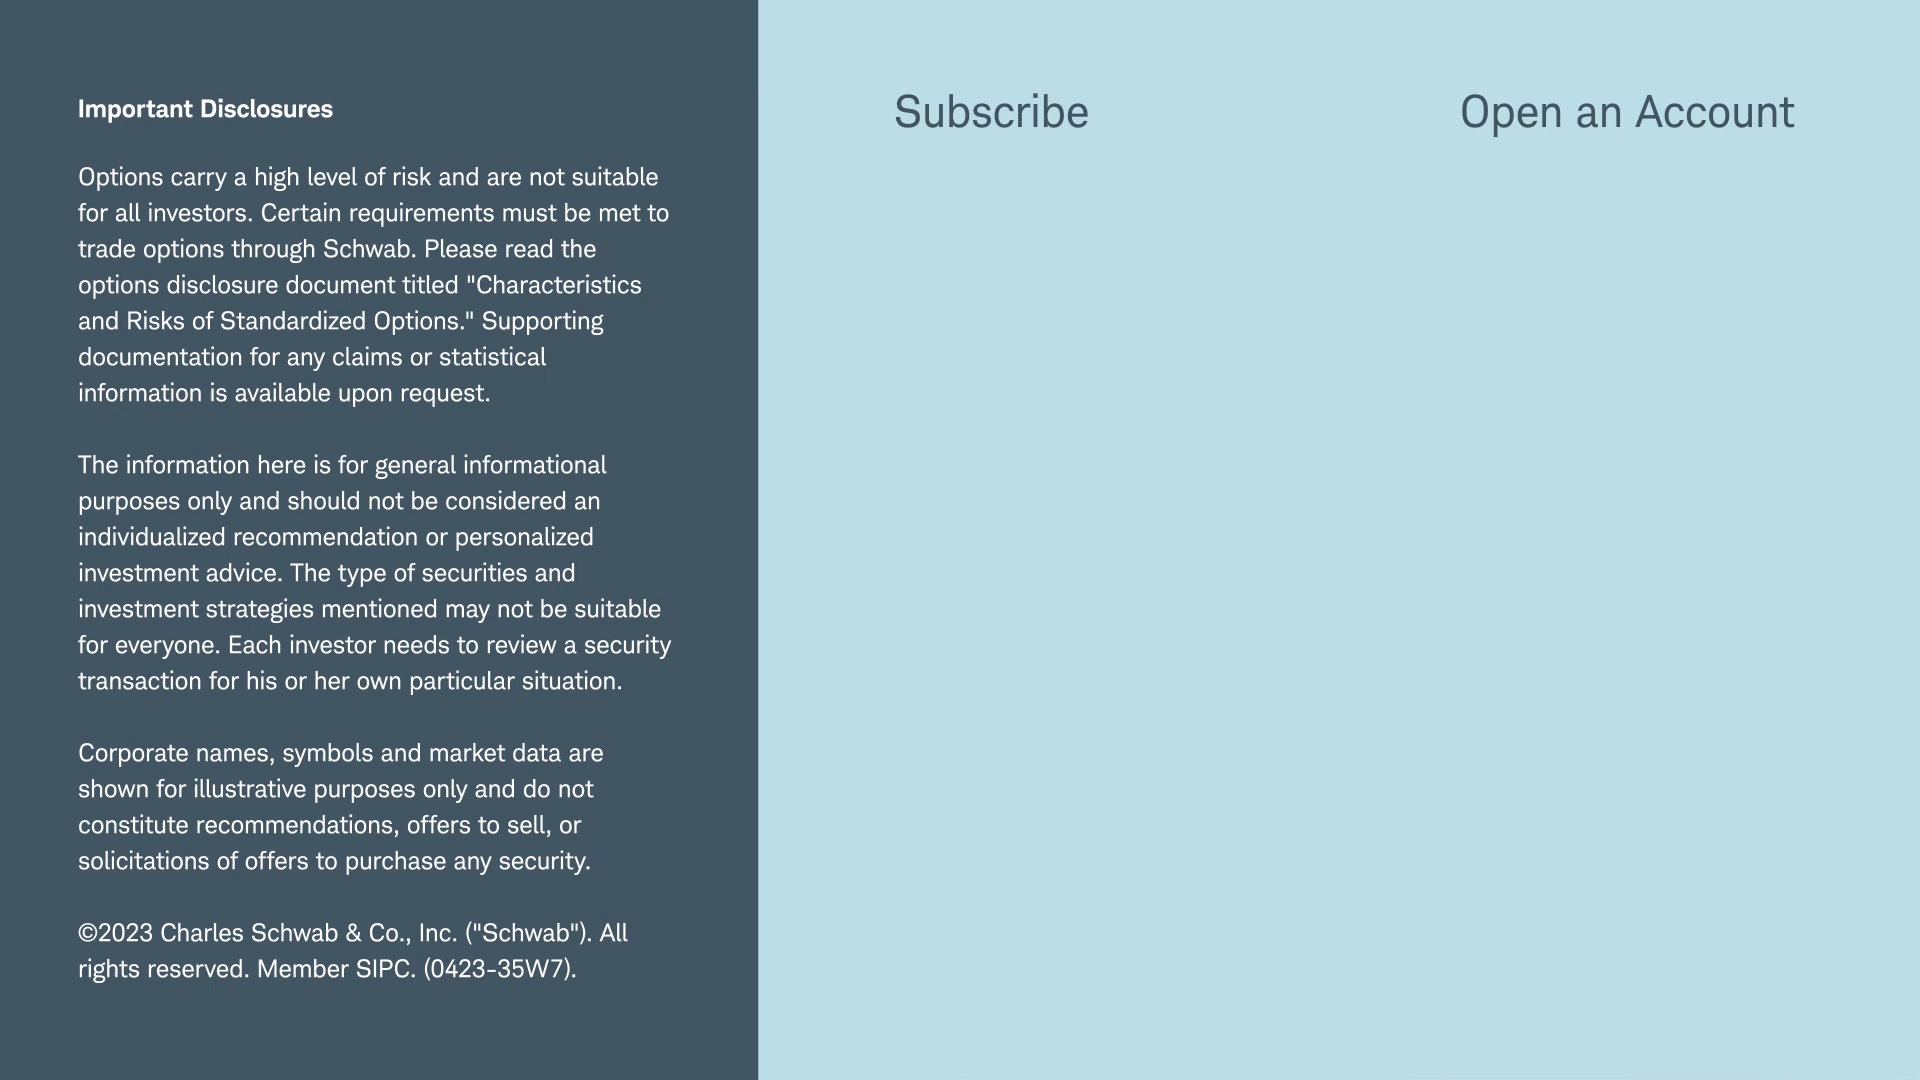 Important Disclosures
Options carry a high level of risk and are not suitable
for all investors. Certain requirements must be met to
trade options through Schwab. Please read the
options disclosure document titled "Characteristics
and Risks of Standardized Options." Supporting
documentation for any claims or statistical
information is available upon request.
The information here is for general informational
purposes only and should not be considered an
individualized recommendation or personalized
investment advice. The type of securities and
investment strategies mentioned may not be suitable
for everyone. Each investor needs to review a security
transaction for his or her own particular situation.
Corporate names, symbols and market data are
shown for illustrative purposes only and do not
constitute recommendations, offers to sell, or
solicitations of offers to purchase any security.
©2023 Charles Schwab & Co., Inc. ("Schwab"). All
rights reserved. Member SIPC. (0423-35W7).
Subscribe
Open an Account